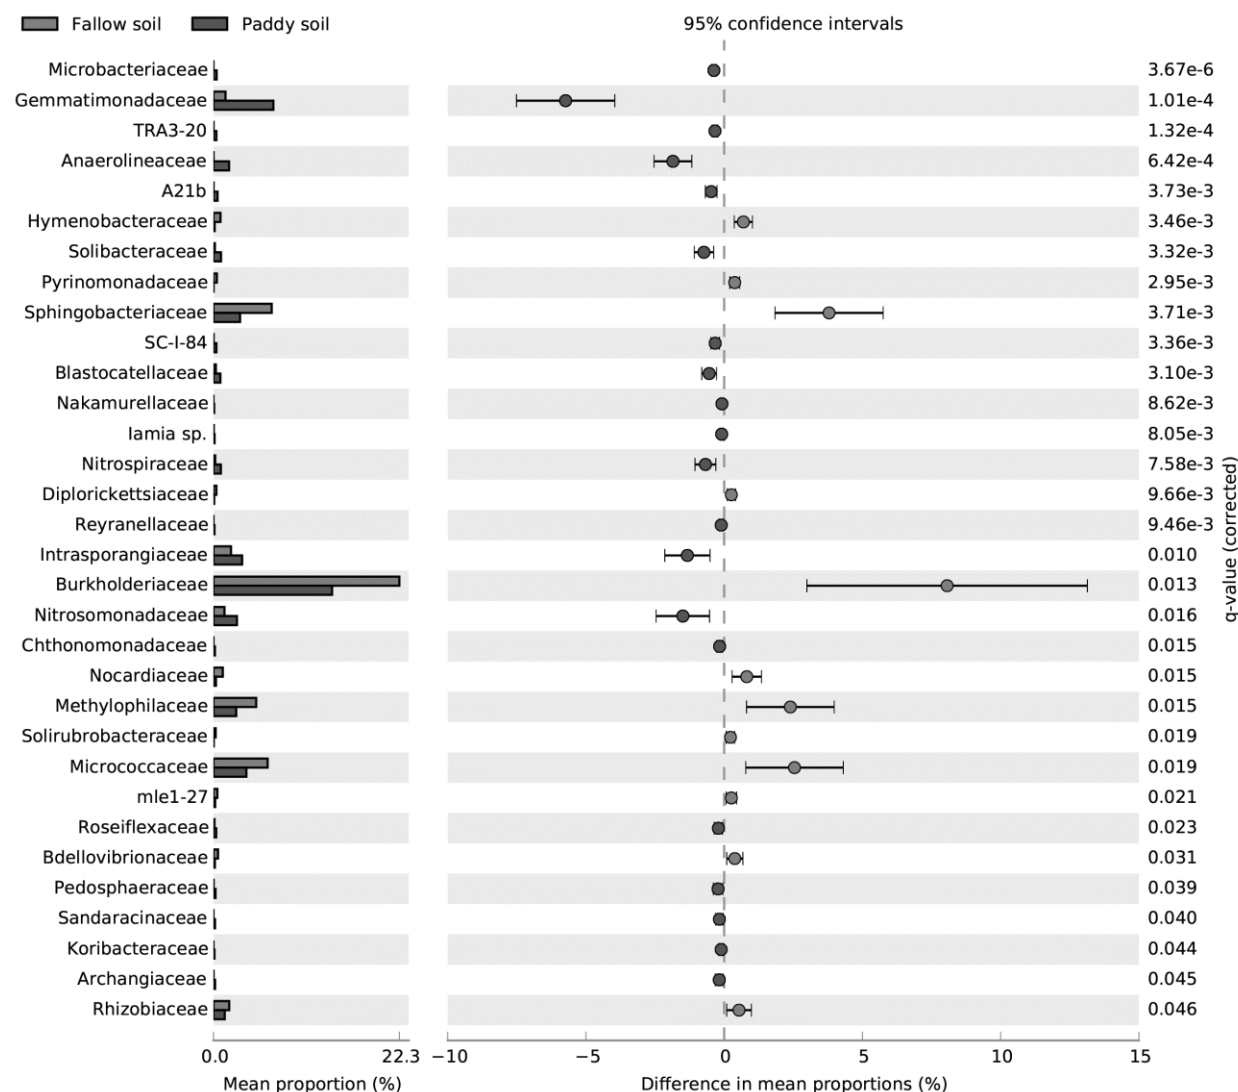 Fallow soil Paddy soil 95% confidence intervals
Microbacteriaceae 3.67e-6
Gemmatimonadaceae 1.01e-4
TRA3-20 1.32e-4
Anaerolineaceae 6.42e-4
A21b 3.73e-3
Hymenobacteraceae 3.46e-3
Solibacteraceae 3.32e-3
Pyrinomonadaceae 2.95e-3
Sphingobacteriaceae 3.71e-3
SC-I-84 3.36e-3
Blastocatellaceae 3.10e-3
Nakamurellaceae 8.62e-3
Iamia sp. 8.05e-3
Nitrospiraceae 7.58e-3
Diplorickettsiaceae 9.66e-3
Reyranellaceae 9.46e-3
Intrasporangiaceae 0.010
Burkholderiaceae 0.013
Nitrosomonadaceae 0.016
Chthonomonadaceae 0.015
Nocardiaceae 0.015
Methylophilaceae 0.015
Solirubrobacteraceae 0.019
Micrococcaceae 0.019
mle1-27 0.021
Roseiflexaceae 0.023
Bdellovibrionaceae 0.031
Pedosphaeraceae 0.039
Sandaracinaceae 0.040
Koribacteraceae 0.044
Archangiaceae 0.045
Rhizobiaceae 0.046
q-value (corrected)
0.0 22.3 −10 −5 0 5 10 15
Mean proportion (%) Difference in mean proportions (%)